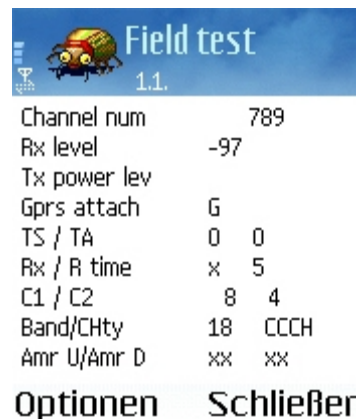 Field test
1.1.
Channel num 789
Rx level -97
Tx power lev
Gprs attach G
TS / TA 0 0
Rx / R time x 5
C1 / C2 8 4
Band/CHty 18 CCCH
Amr U/Amr D xx xx
Optionen Schließen